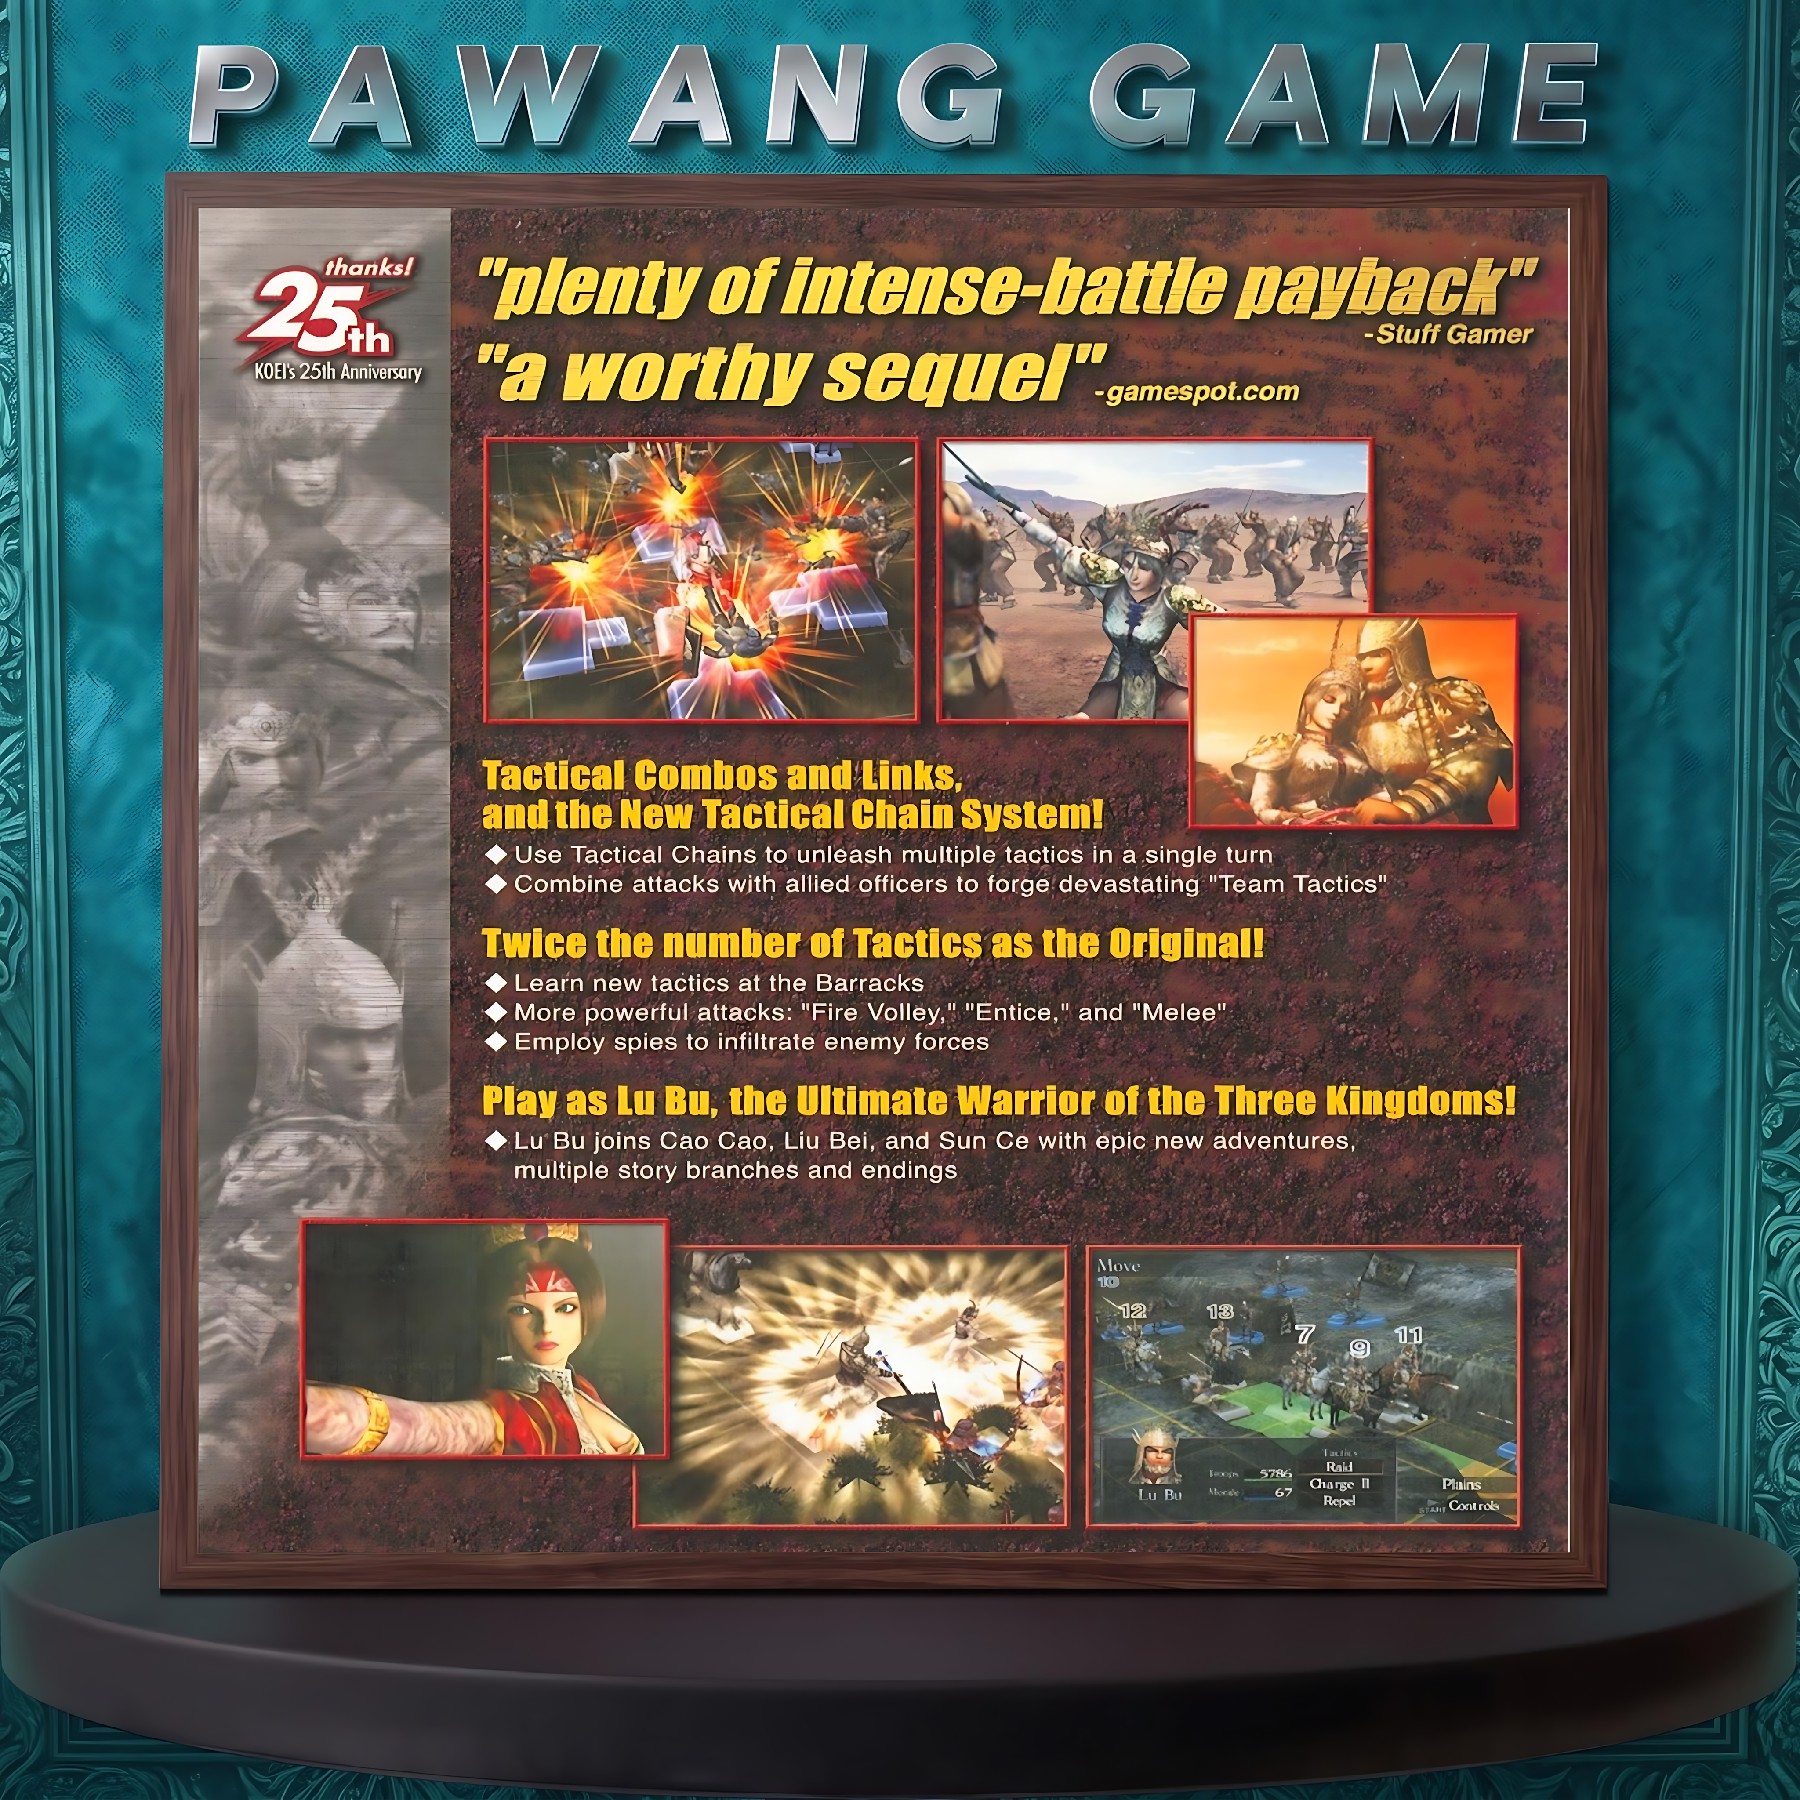 PAWANG GAME
thanks!
25th
KOEI's 25th Anniversary
"plenty of intense-battle payback"
-Stuff Gamer
"a worthy sequel" -gamespot.com
Tactical Combos and Links,
and the New Tactical Chain System!
◆ Use Tactical Chains to unleash multiple tactics in a single turn
◆ Combine attacks with allied officers to forge devastating "Team Tactics"
Twice the number of Tactics as the Original!
◆ Learn new tactics at the Barracks
◆ More powerful attacks: "Fire Volley," "Entice," and "Melee"
◆ Employ spies to infiltrate enemy forces
Play as Lu Bu, the Ultimate Warrior of the Three Kingdoms!
◆ Lu Bu joins Cao Cao, Liu Bei, and Sun Ce with epic new adventures,
multiple story branches and endings
Move
10
12 13 7 9 11
Tactics
Troops 5786 Raid
Morale 67 Charge II
Repel
Lu Bu
Plains
START Controls